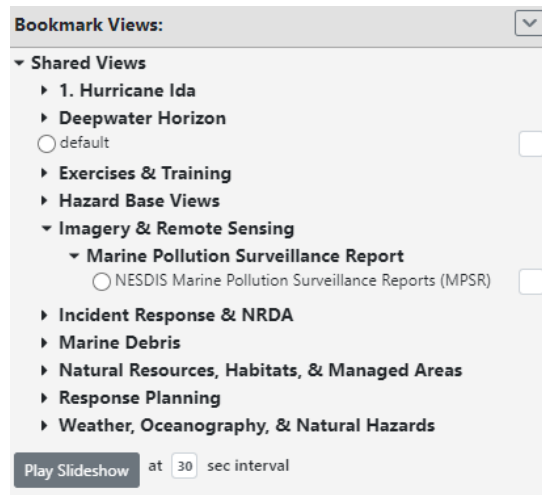 Bookmark Views:
Shared Views
1. Hurricane Ida
Deepwater Horizon
default
Exercises & Training
Hazard Base Views
Imagery & Remote Sensing
Marine Pollution Surveillance Report
NESDIS Marine Pollution Surveillance Reports (MPSR)
Incident Response & NRDA
Marine Debris
Natural Resources, Habitats, & Managed Areas
Response Planning
Weather, Oceanography, & Natural Hazards
Play Slideshow at 30 sec interval